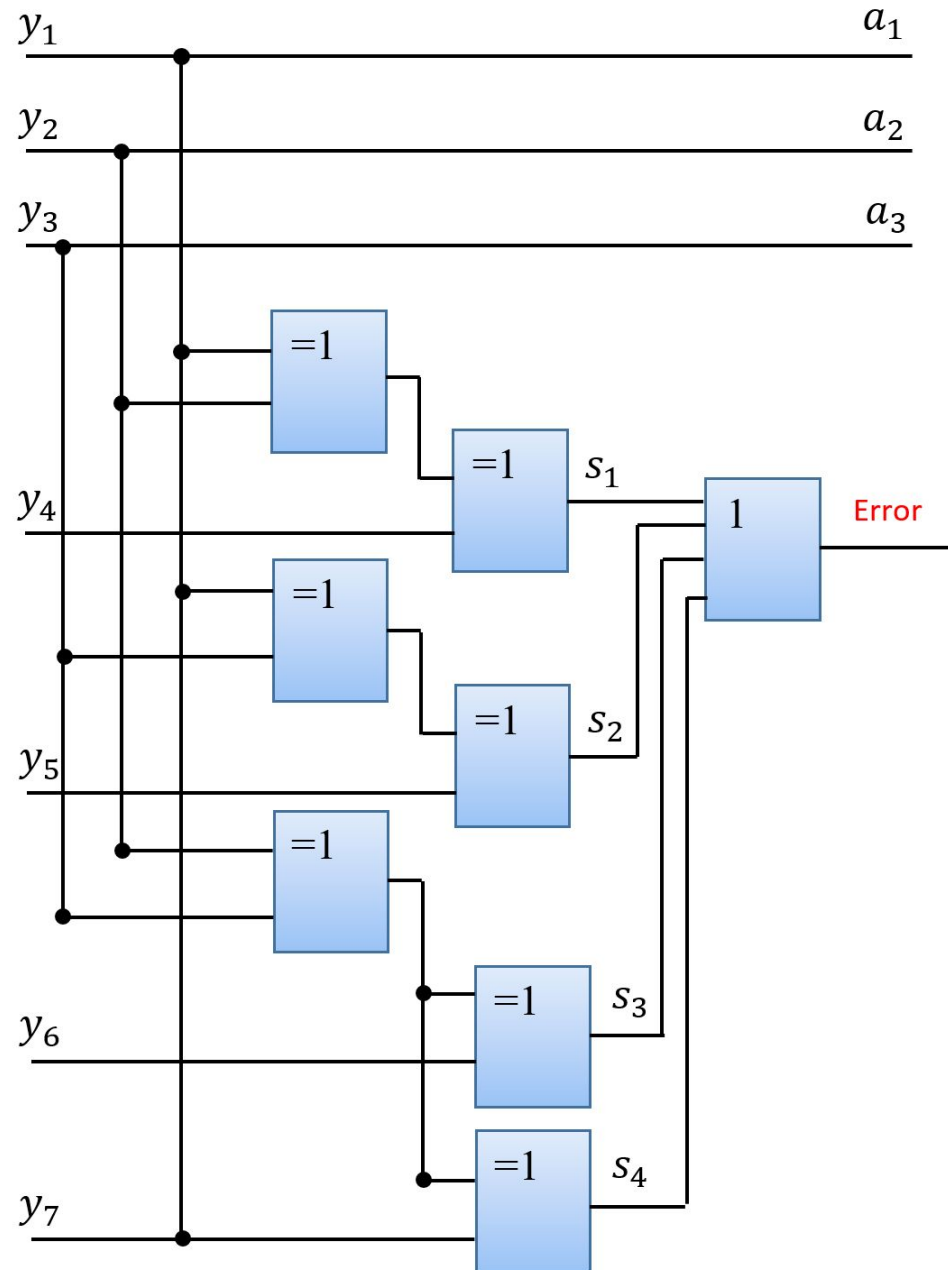 y₁ a₁
y₂ a₂
y₃ a₃
=1
=1 s₁
y₄ 1 Error
=1
=1 s₂
y₅
=1
=1 s₃
y₆
=1 s₄
y₇